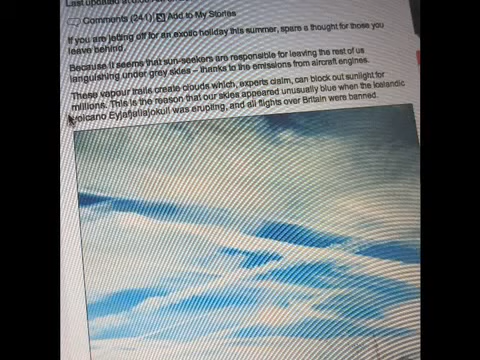 Last updated at
Comments (24 Add to My Stories
If you are jetting off for an exotic holiday this summer, spare a thought for those you
leave behind.
Because it seems that sun-seekers are responsible for leaving the rest of us
languishing under grey skies – thanks to the emissions from aircraft engines.
These vapour trails create clouds which, experts claim, can block out sunlight for
millions. This is the reason that our skies appeared unusually blue when the Icelandic
volcano Eyjafjallajokull was erupting, and all flights over Britain were banned.